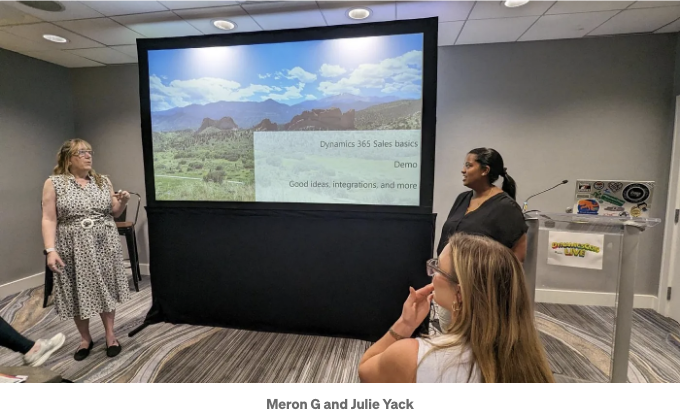 Dynamics 365 Sales basics
Demo
Good ideas, integrations, and more
LIVE
Meron G and Julie Yack